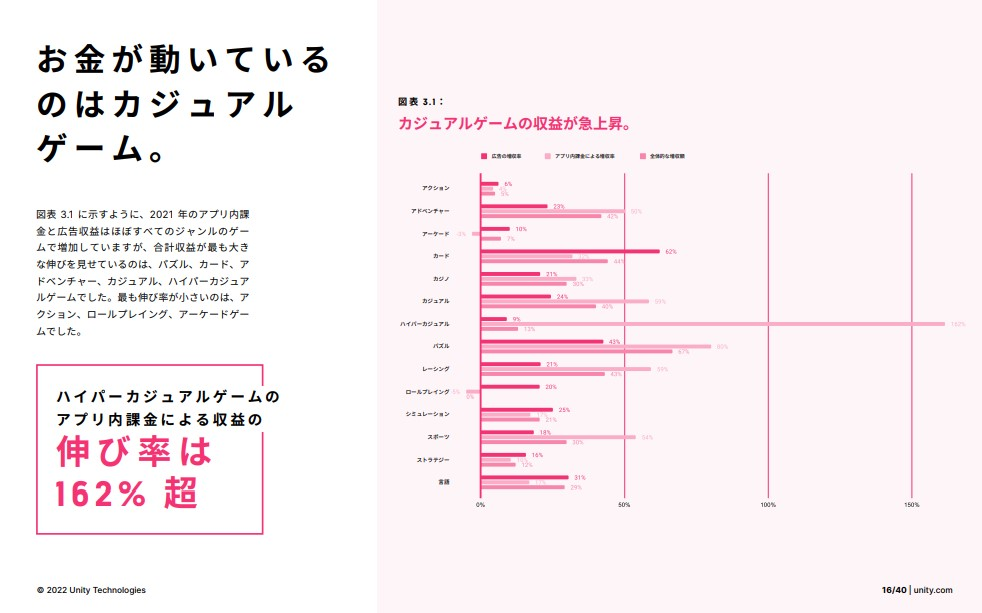 お金が動いている
のはカジュアル
ゲーム。
図表 3.1 に示すように、2021 年のアプリ内課
金と広告収益はほぼすべてのジャンルのゲー
ムで増加していますが、合計収益が最も大き
な伸びを見せているのは、パズル、カード、ア
ドベンチャー、カジュアル、ハイパーカジュア
ルゲームでした。最も伸び率が小さいのは、ア
クション、ロールプレイング、アーケードゲー
ムでした。
ハイパーカジュアルゲームの
アプリ内課金による収益の
伸び率は
162% 超
© 2022 Unity Technologies
図表 3.1：
カジュアルゲームの収益が急上昇。
広告の増収率 アプリ内課金による増収率 全体的な増収額
アクション 6% 5%
アドベンチャー 23% 50% 42%
アーケード 10% 7%
カード 62% 44%
カジノ 21% 33% 30%
カジュアル 24% 59% 40%
ハイパーカジュアル 9% 162% 13%
パズル 43% 80% 67%
レーシング 21% 59% 43%
ロールプレイング 20% 0%
シミュレーション 25% 21%
スポーツ 18% 54% 30%
ストラテジー 16% 12%
言語 31% 29%
0% 50% 100% 150%
16/40 | unity.com